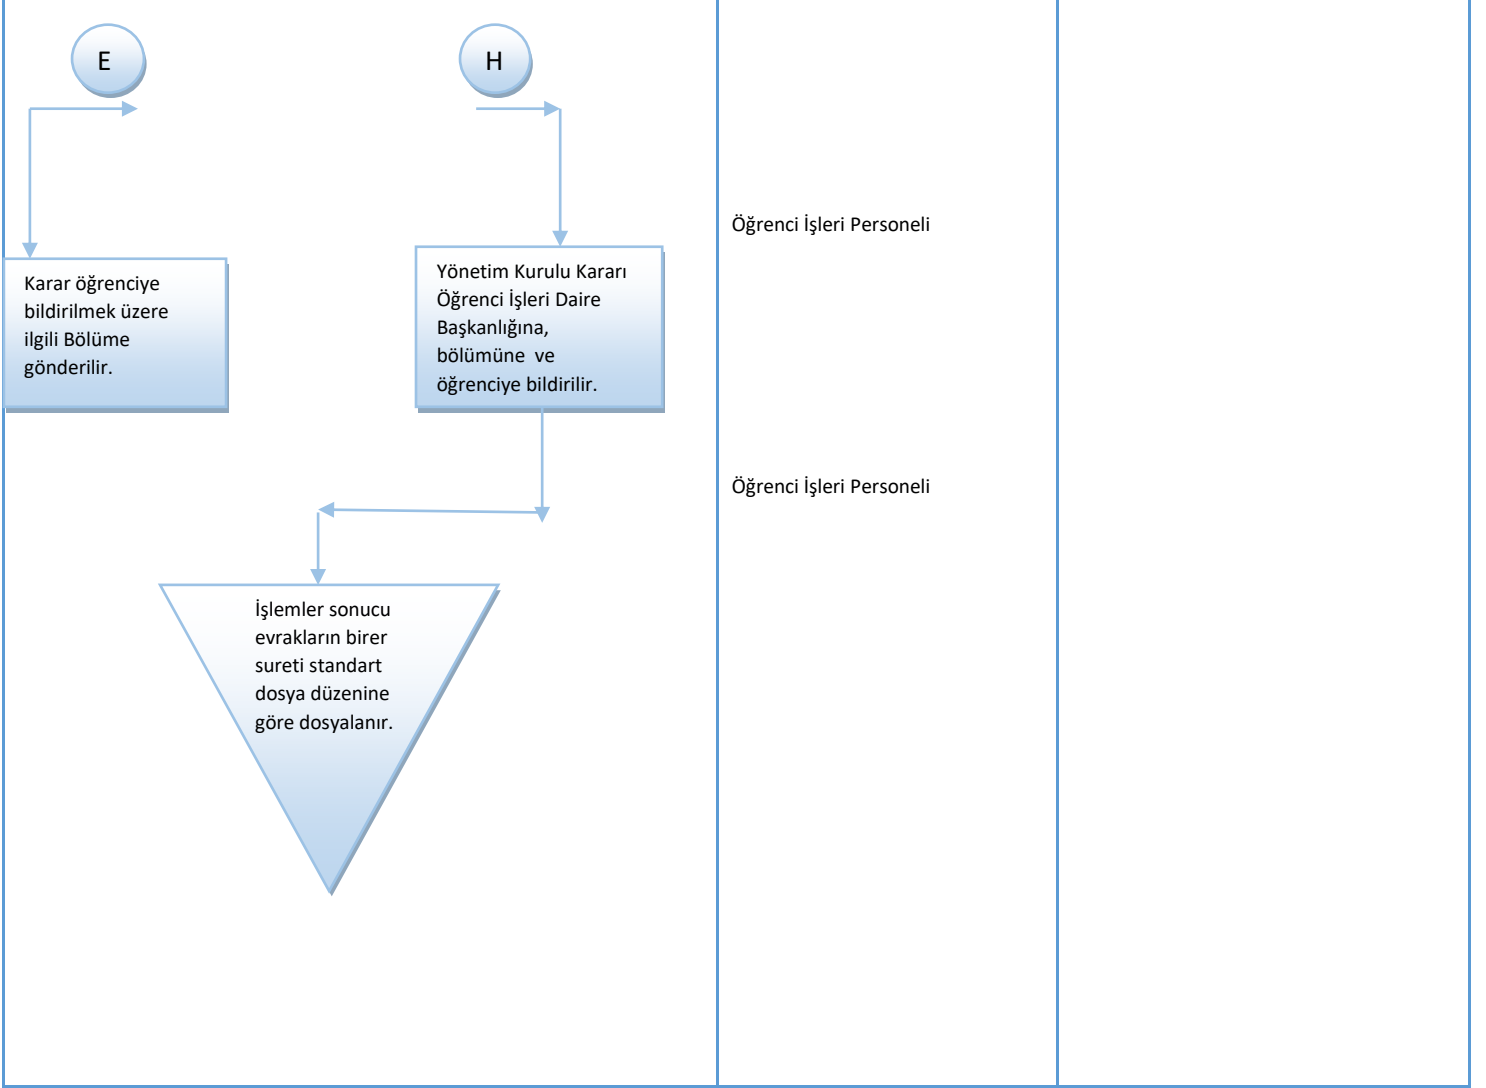 E
H
Öğrenci İşleri Personeli
Karar öğrenciye
bildirilmek üzere
ilgili Bölüme
gönderilir.
Yönetim Kurulu Kararı
Öğrenci İşleri Daire
Başkanlığına,
bölümüne  ve
öğrenciye bildirilir.
Öğrenci İşleri Personeli
İşlemler sonucu
evrakların birer
sureti standart
dosya düzenine
göre dosyalanır.